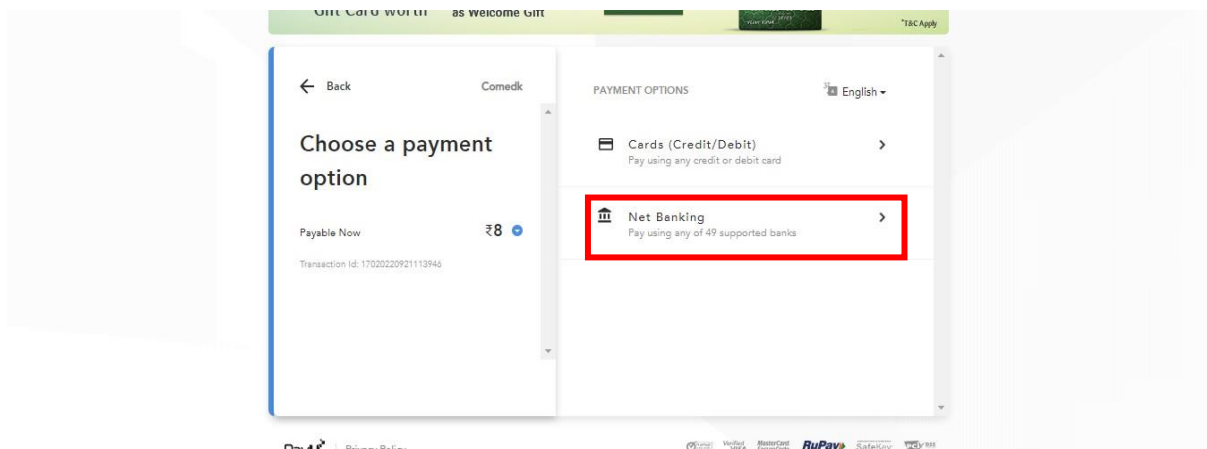 Gift Card worth as Welcome Gift
*T&C Apply
Back Comedk
Choose a payment
option
Payable Now ₹8
Transaction Id: 17020220921113946
PAYMENT OPTIONS English
Cards (Credit/Debit)
Pay using any credit or debit card
Net Banking
Pay using any of 49 supported banks
PayU Privacy Policy
Verified MasterCard RuPay SafeKey